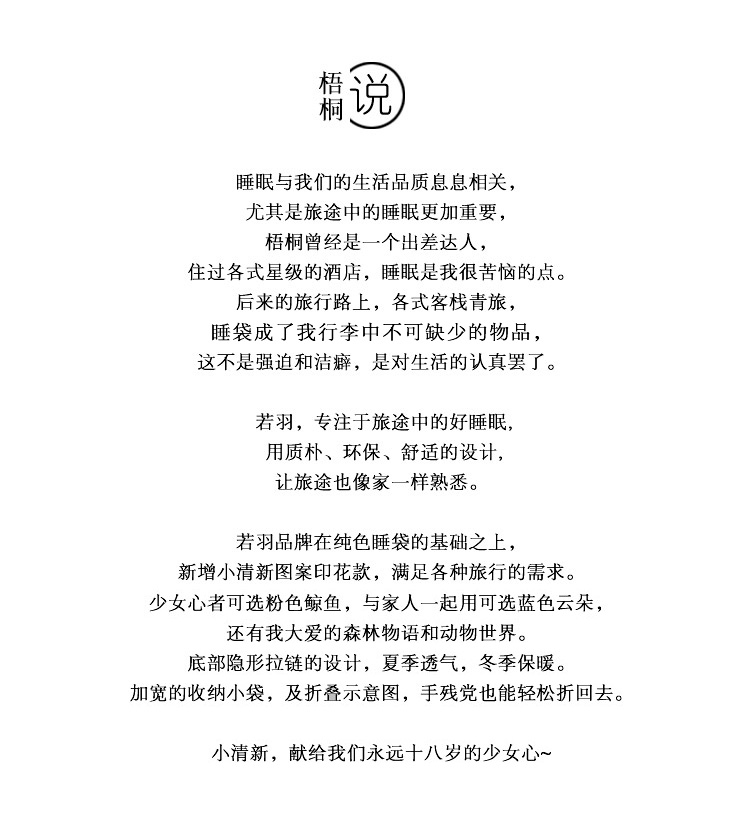 梧桐说
睡眠与我们的生活品质息息相关，
尤其是旅途中的睡眠更加重要，
梧桐曾经是一个出差达人，
住过各式星级的酒店，睡眠是我很苦恼的点。
后来的旅行路上，各式客栈青旅，
睡袋成了我行李中不可缺少的物品，
这不是强迫和洁癖，是对生活的认真罢了。
若羽，专注于旅途中的好睡眠,
用质朴、环保、舒适的设计,
让旅途也像家一样熟悉。
若羽品牌在纯色睡袋的基础之上，
新增小清新图案印花款，满足各种旅行的需求。
少女心者可选粉色鲸鱼，与家人一起用可选蓝色云朵，
还有我大爱的森林物语和动物世界。
底部隐形拉链的设计，夏季透气，冬季保暖。
加宽的收纳小袋，及折叠示意图，手残党也能轻松折回去。
小清新，献给我们永远十八岁的少女心~